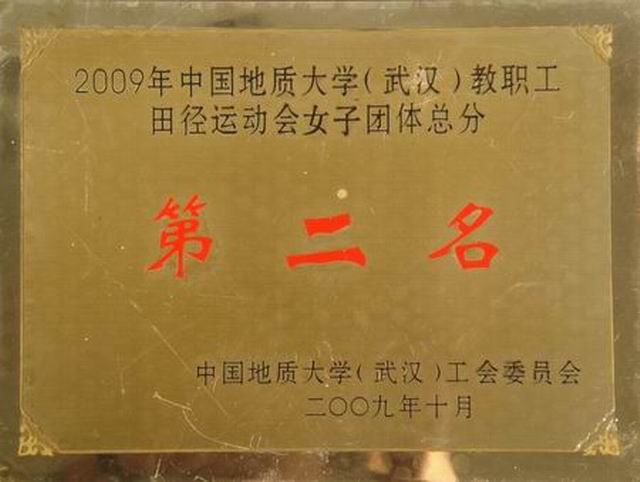 2009年中国地质大学(武汉)教职工
田径运动会女子团体总分
第二名
中国地质大学(武汉)工会委员会
二〇〇九年十月